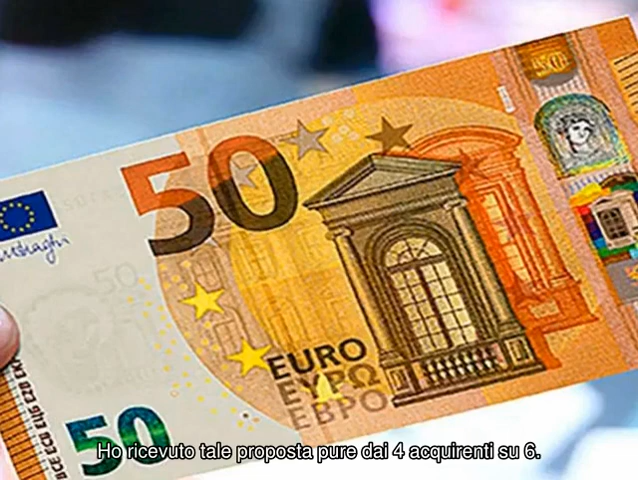 50
EURO
ΕΥΡΩ
ЕВРО
50
Ho ricevuto tale proposta pure dai 4 acquirenti su 6.